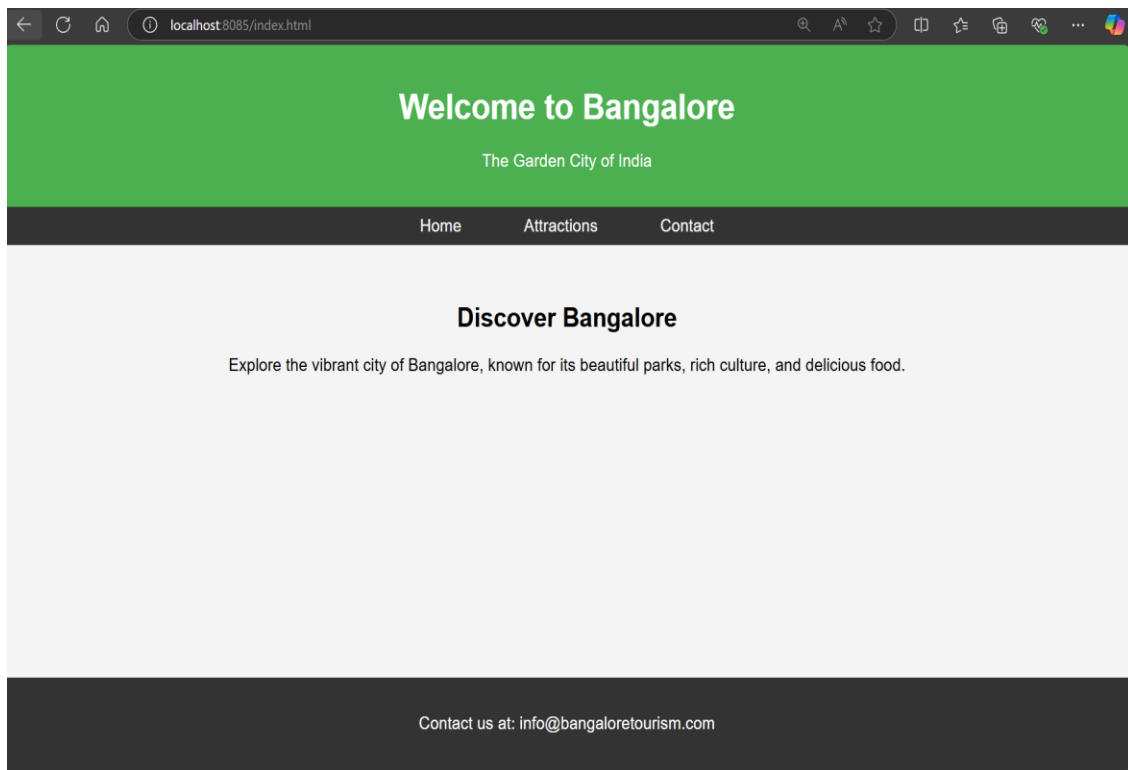 localhost:8085/index.html
Welcome to Bangalore
The Garden City of India
Home Attractions Contact
Discover Bangalore
Explore the vibrant city of Bangalore, known for its beautiful parks, rich culture, and delicious food.
Contact us at: info@bangaloretourism.com